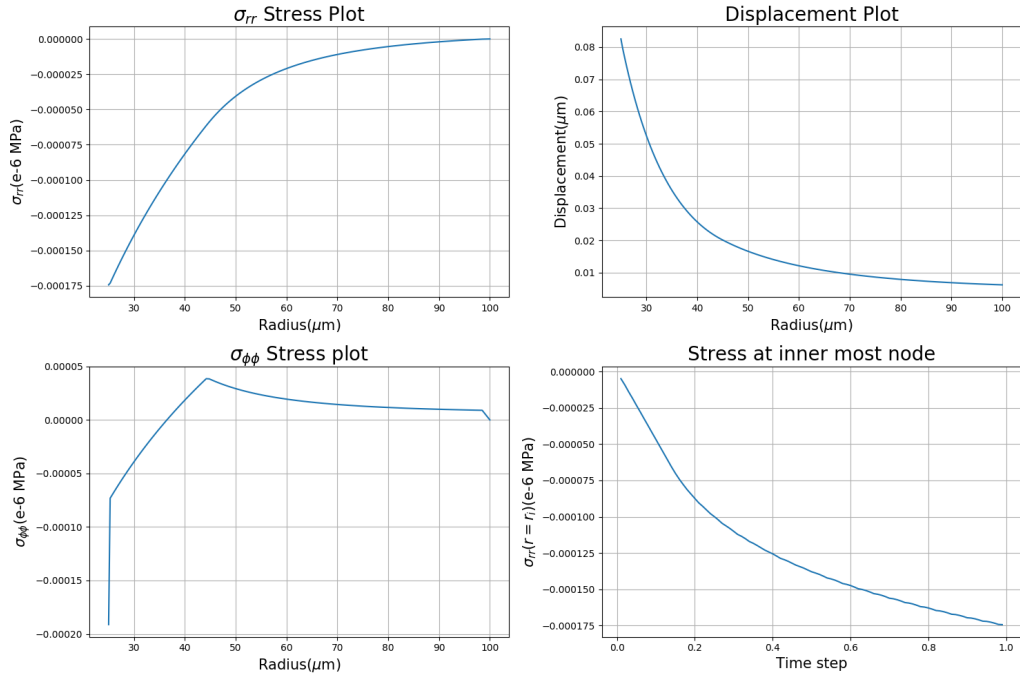 σrr Stress Plot
0.000000
−0.000025
−0.000050
−0.000075
−0.000100
−0.000125
−0.000150
−0.000175
σrr(e-6 MPa)
30 40 50 60 70 80 90 100
Radius(μm)
Displacement Plot
0.08
0.07
0.06
0.05
0.04
0.03
0.02
0.01
Displacement(μm)
30 40 50 60 70 80 90 100
Radius(μm)
σϕϕ Stress plot
0.00005
0.00000
−0.00005
−0.00010
−0.00015
−0.00020
σϕϕ(e-6 MPa)
30 40 50 60 70 80 90 100
Radius(μm)
Stress at inner most node
0.000000
−0.000025
−0.000050
−0.000075
−0.000100
−0.000125
−0.000150
−0.000175
σrr(r = ri)(e-6 MPa)
0.0 0.2 0.4 0.6 0.8 1.0
Time step